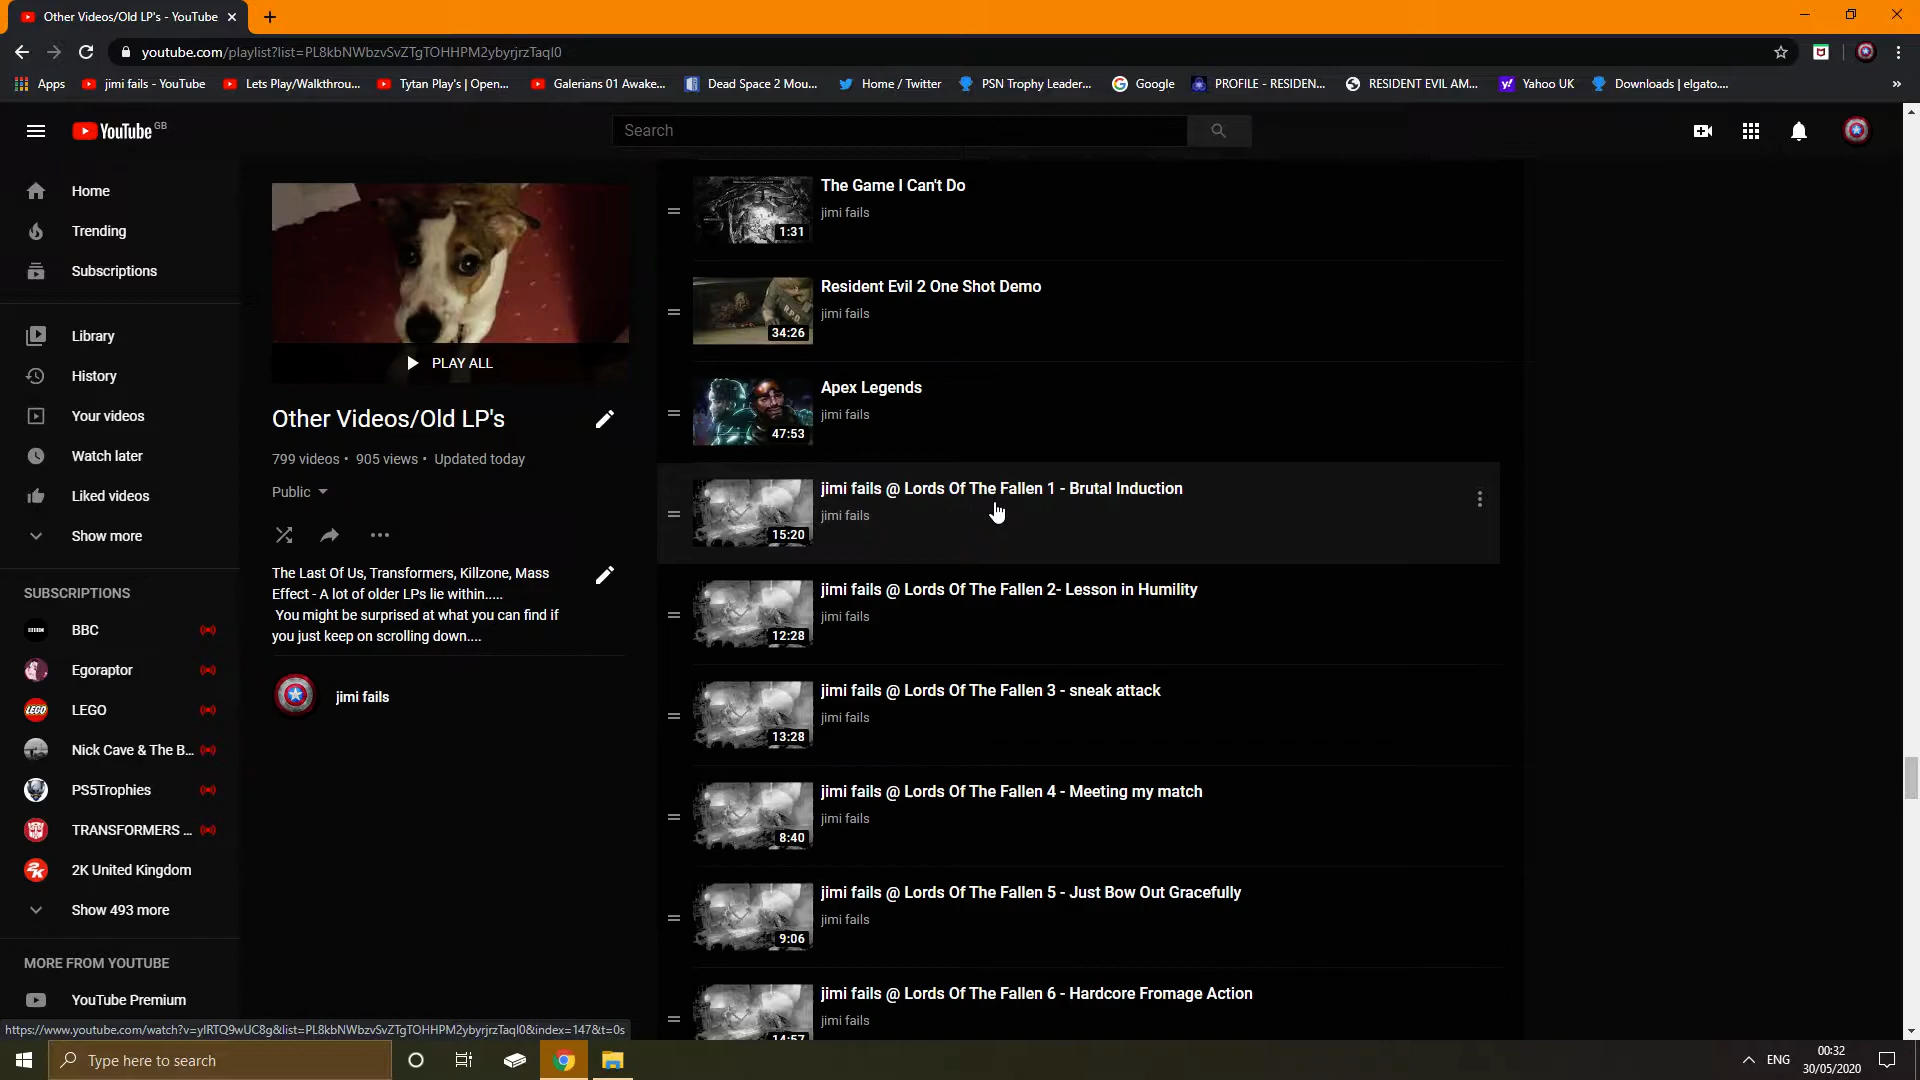 Other Videos/Old LP's - YouTube
youtube.com/playlist?list=PL8kbNWbzvSvZTgTOHHPM2ybyrjrzTaqI0
Apps
jimi fails - YouTube
Lets Play/Walkthrou...
Tytan Play's | Open...
Galerians 01 Awake...
Dead Space 2 Mou...
Home / Twitter
PSN Trophy Leader...
Google
PROFILE - RESIDEN...
RESIDENT EVIL AM...
Yahoo UK
Downloads | elgato....
YouTube GB
Search
Home
Trending
Subscriptions
Library
History
Your videos
Watch later
Liked videos
Show more
SUBSCRIPTIONS
BBC
Egoraptor
LEGO
Nick Cave & The B...
PS5Trophies
TRANSFORMERS ...
2K United Kingdom
Show 493 more
MORE FROM YOUTUBE
YouTube Premium
PLAY ALL
Other Videos/Old LP's
799 videos • 905 views • Updated today
Public
The Last Of Us, Transformers, Killzone, Mass
Effect - A lot of older LPs lie within.....
You might be surprised at what you can find if
you just keep on scrolling down....
jimi fails
The Game I Can't Do
jimi fails
1:31
Resident Evil 2 One Shot Demo
jimi fails
34:26
Apex Legends
jimi fails
47:53
jimi fails @ Lords Of The Fallen 1 - Brutal Induction
jimi fails
15:20
jimi fails @ Lords Of The Fallen 2- Lesson in Humility
jimi fails
12:28
jimi fails @ Lords Of The Fallen 3 - sneak attack
jimi fails
13:28
jimi fails @ Lords Of The Fallen 4 - Meeting my match
jimi fails
8:40
jimi fails @ Lords Of The Fallen 5 - Just Bow Out Gracefully
jimi fails
9:06
jimi fails @ Lords Of The Fallen 6 - Hardcore Fromage Action
jimi fails
14:57
https://www.youtube.com/watch?v=yIRTQ9wUC8g&list=PL8kbNWbzvSvZTgTOHHPM2ybyrjrzTaqI0&index=147&t=0s
Type here to search
ENG
00:32
30/05/2020